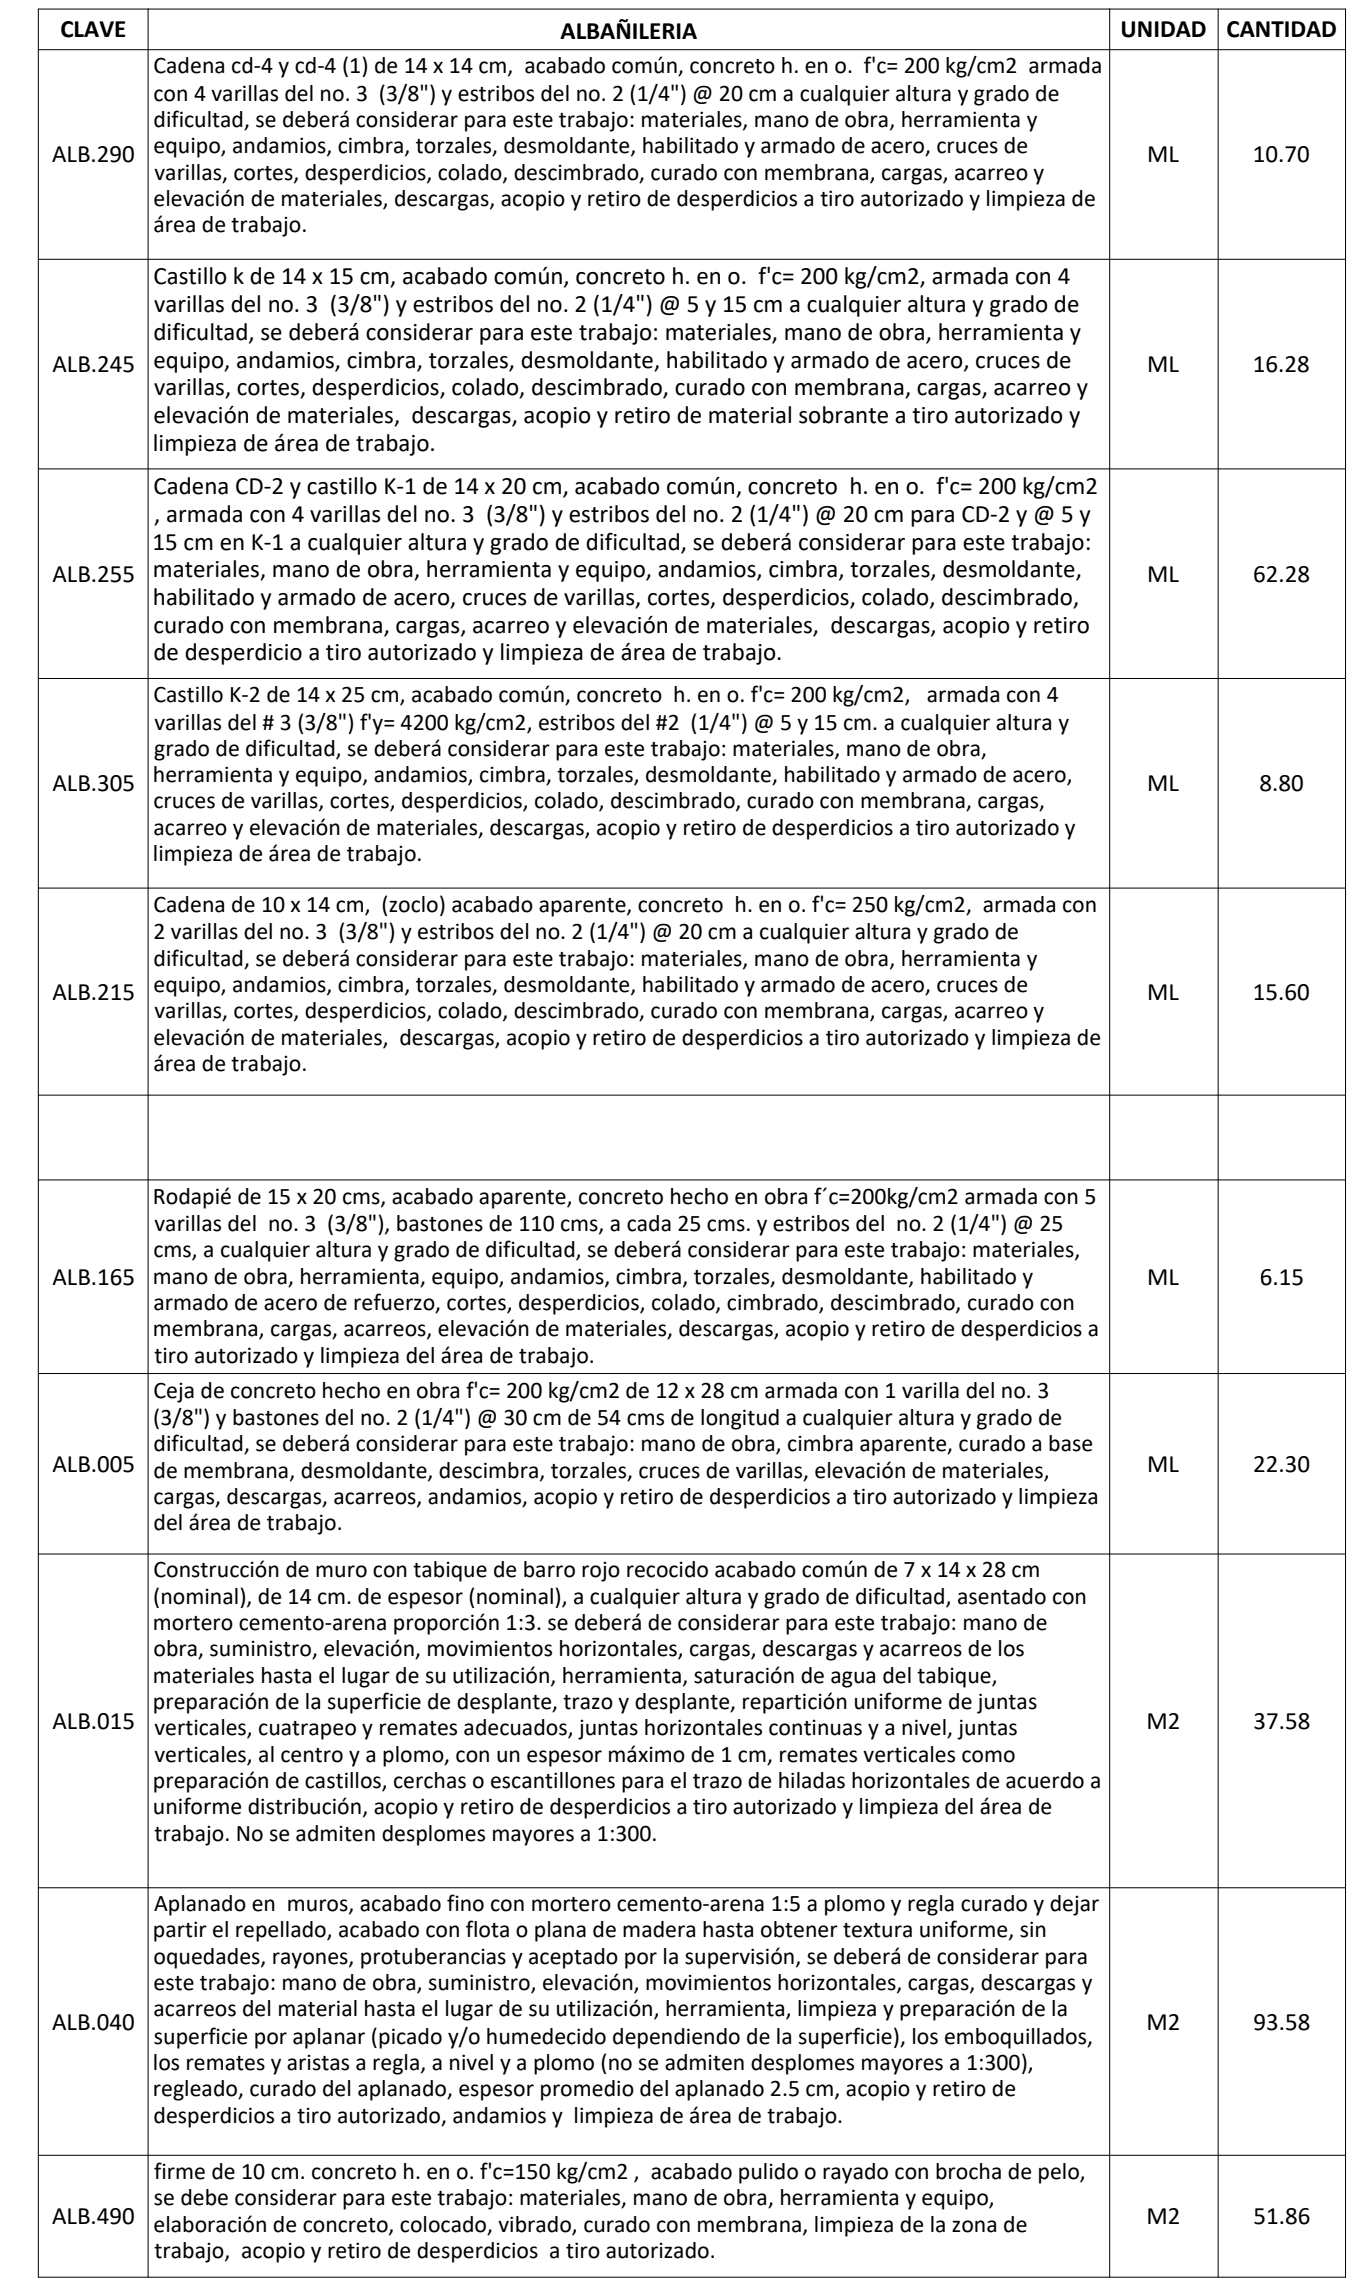 CLAVE ALBAÑILERIA UNIDAD CANTIDAD
Cadena cd-4 y cd-4 (1) de 14 x 14 cm,  acabado común, concreto h. en o.  f'c= 200 kg/cm2  armada
con 4 varillas del no. 3  (3/8") y estribos del no. 2 (1/4") @ 20 cm a cualquier altura y grado de
dificultad, se deberá considerar para este trabajo: materiales, mano de obra, herramienta y
ALB.290 equipo, andamios, cimbra, torzales, desmoldante, habilitado y armado de acero, cruces de ML 10.70
varillas, cortes, desperdicios, colado, descimbrado, curado con membrana, cargas, acarreo y
elevación de materiales, descargas, acopio y retiro de desperdicios a tiro autorizado y limpieza de
área de trabajo.
Castillo k de 14 x 15 cm, acabado común, concreto h. en o.  f'c= 200 kg/cm2, armada con 4
varillas del no. 3  (3/8") y estribos del no. 2 (1/4") @ 5 y 15 cm a cualquier altura y grado de
dificultad, se deberá considerar para este trabajo: materiales, mano de obra, herramienta y
ALB.245 equipo, andamios, cimbra, torzales, desmoldante, habilitado y armado de acero, cruces de ML 16.28
varillas, cortes, desperdicios, colado, descimbrado, curado con membrana, cargas, acarreo y
elevación de materiales,  descargas, acopio y retiro de material sobrante a tiro autorizado y
limpieza de área de trabajo.
Cadena CD-2 y castillo K-1 de 14 x 20 cm, acabado común, concreto  h. en o.  f'c= 200 kg/cm2
, armada con 4 varillas del no. 3  (3/8") y estribos del no. 2 (1/4") @ 20 cm para CD-2 y @ 5 y
15 cm en K-1 a cualquier altura y grado de dificultad, se deberá considerar para este trabajo:
ALB.255 materiales, mano de obra, herramienta y equipo, andamios, cimbra, torzales, desmoldante, ML 62.28
habilitado y armado de acero, cruces de varillas, cortes, desperdicios, colado, descimbrado,
curado con membrana, cargas, acarreo y elevación de materiales,  descargas, acopio y retiro
de desperdicio a tiro autorizado y limpieza de área de trabajo.
Castillo K-2 de 14 x 25 cm, acabado común, concreto  h. en o. f'c= 200 kg/cm2,   armada con 4
varillas del # 3 (3/8") f'y= 4200 kg/cm2, estribos del #2  (1/4") @ 5 y 15 cm. a cualquier altura y
grado de dificultad, se deberá considerar para este trabajo: materiales, mano de obra,
ALB.305 herramienta y equipo, andamios, cimbra, torzales, desmoldante, habilitado y armado de acero, ML 8.80
cruces de varillas, cortes, desperdicios, colado, descimbrado, curado con membrana, cargas,
acarreo y elevación de materiales, descargas, acopio y retiro de desperdicios a tiro autorizado y
limpieza de área de trabajo.
Cadena de 10 x 14 cm,  (zoclo) acabado aparente, concreto  h. en o. f'c= 250 kg/cm2,  armada con
2 varillas del no. 3  (3/8") y estribos del no. 2 (1/4") @ 20 cm a cualquier altura y grado de
dificultad, se deberá considerar para este trabajo: materiales, mano de obra, herramienta y
ALB.215 equipo, andamios, cimbra, torzales, desmoldante, habilitado y armado de acero, cruces de ML 15.60
varillas, cortes, desperdicios, colado, descimbrado, curado con membrana, cargas, acarreo y
elevación de materiales,  descargas, acopio y retiro de desperdicios a tiro autorizado y limpieza de
área de trabajo.
Rodapié de 15 x 20 cms, acabado aparente, concreto hecho en obra f´c=200kg/cm2 armada con 5
varillas del  no. 3  (3/8"), bastones de 110 cms, a cada 25 cms. y estribos del  no. 2 (1/4") @ 25
cms, a cualquier altura y grado de dificultad, se deberá considerar para este trabajo: materiales,
ALB.165 mano de obra, herramienta, equipo, andamios, cimbra, torzales, desmoldante, habilitado y ML 6.15
armado de acero de refuerzo, cortes, desperdicios, colado, cimbrado, descimbrado, curado con
membrana, cargas, acarreos, elevación de materiales, descargas, acopio y retiro de desperdicios a
tiro autorizado y limpieza del área de trabajo.
Ceja de concreto hecho en obra f'c= 200 kg/cm2 de 12 x 28 cm armada con 1 varilla del no. 3
(3/8") y bastones del no. 2 (1/4") @ 30 cm de 54 cms de longitud a cualquier altura y grado de
dificultad, se deberá considerar para este trabajo: mano de obra, cimbra aparente, curado a base
ALB.005 de membrana, desmoldante, descimbra, torzales, cruces de varillas, elevación de materiales, ML 22.30
cargas, descargas, acarreos, andamios, acopio y retiro de desperdicios a tiro autorizado y limpieza
del área de trabajo.
Construcción de muro con tabique de barro rojo recocido acabado común de 7 x 14 x 28 cm
(nominal), de 14 cm. de espesor (nominal), a cualquier altura y grado de dificultad, asentado con
mortero cemento-arena proporción 1:3. se deberá de considerar para este trabajo: mano de
obra, suministro, elevación, movimientos horizontales, cargas, descargas y acarreos de los
materiales hasta el lugar de su utilización, herramienta, saturación de agua del tabique,
preparación de la superficie de desplante, trazo y desplante, repartición uniforme de juntas
ALB.015 verticales, cuatrapeo y remates adecuados, juntas horizontales continuas y a nivel, juntas M2 37.58
verticales, al centro y a plomo, con un espesor máximo de 1 cm, remates verticales como
preparación de castillos, cerchas o escantillones para el trazo de hiladas horizontales de acuerdo a
uniforme distribución, acopio y retiro de desperdicios a tiro autorizado y limpieza del área de
trabajo. No se admiten desplomes mayores a 1:300.
Aplanado en  muros, acabado fino con mortero cemento-arena 1:5 a plomo y regla curado y dejar
partir el repellado, acabado con flota o plana de madera hasta obtener textura uniforme, sin
oquedades, rayones, protuberancias y aceptado por la supervisión, se deberá de considerar para
este trabajo: mano de obra, suministro, elevación, movimientos horizontales, cargas, descargas y
ALB.040 acarreos del material hasta el lugar de su utilización, herramienta, limpieza y preparación de la M2 93.58
superficie por aplanar (picado y/o humedecido dependiendo de la superficie), los emboquillados,
los remates y aristas a regla, a nivel y a plomo (no se admiten desplomes mayores a 1:300),
regleado, curado del aplanado, espesor promedio del aplanado 2.5 cm, acopio y retiro de
desperdicios a tiro autorizado, andamios y  limpieza de área de trabajo.
firme de 10 cm. concreto h. en o. f'c=150 kg/cm2 ,  acabado pulido o rayado con brocha de pelo,
se debe considerar para este trabajo: materiales, mano de obra, herramienta y equipo,
ALB.490 elaboración de concreto, colocado, vibrado, curado con membrana, limpieza de la zona de M2 51.86
trabajo,  acopio y retiro de desperdicios  a tiro autorizado.